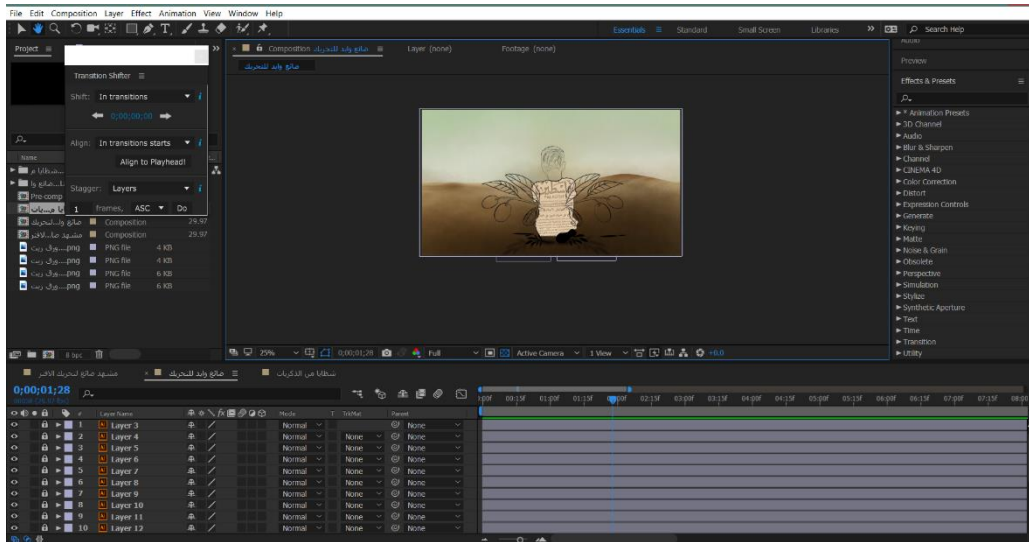 File Edit Composition Layer Effect Animation View Window Help
Essentials Standard Small Screen Libraries Search Help
Project
Composition صانع وايد للتحريك Layer (none) Footage (none)
صانع وايد للتحريك
Transition Shifter
Shift: In transitions
0;00;00;00
Align: In transitions starts
Align to Playhead!
Stagger: Layers
1 frames, ASC Do
Name
Pre-comp
Composition 29.97
Composition 29.97
PNG file 4 KB
PNG file 4 KB
PNG file 6 KB
PNG file 6 KB
8 bpc
Audio
Preview
Effects & Presets
* Animation Presets
3D Channel
Audio
Blur & Sharpen
Channel
CINEMA 4D
Color Correction
Distort
Expression Controls
Generate
Keying
Matte
Noise & Grain
Obsolete
Perspective
Simulation
Stylize
Synthetic Aperture
Text
Time
Transition
Utility
25% 0;00;01;28 Full Active Camera 1 View +0.0
صانع وايد للتحريك شظايا من الذكريات
0;00;01;28
00:15f 01:00f 01:15f 02:15f 03:00f 03:15f 04:00f 04:15f 05:00f 05:15f 06:00f 06:15f 07:00f 07:15f 08:00
# Layer Name Mode T TrkMat Parent
1 Layer 3 Normal None
2 Layer 4 Normal None None
3 Layer 5 Normal None None
4 Layer 6 Normal None None
5 Layer 7 Normal None None
6 Layer 8 Normal None None
7 Layer 9 Normal None None
8 Layer 10 Normal None None
9 Layer 11 Normal None None
10 Layer 12 Normal None None